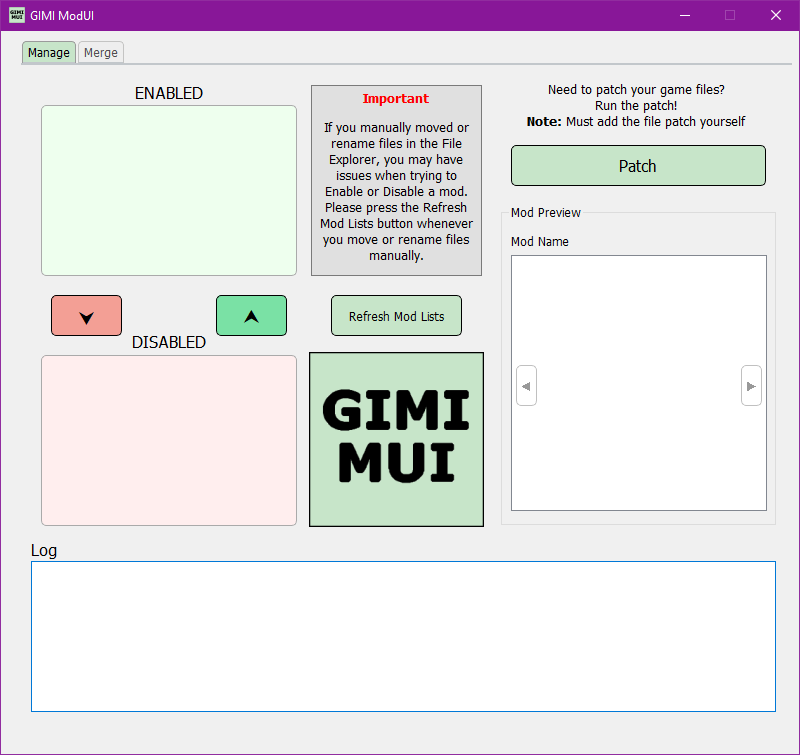 GIMI MUI
GIMI ModUI
Manage
Merge
ENABLED
Important
If you manually moved or
rename files in the File
Explorer, you may have
issues when trying to
Enable or Disable a mod.
Please press the Refresh
Mod Lists button whenever
you move or rename files
manually.
Need to patch your game files?
Run the patch!
Note: Must add the file patch yourself
Patch
Mod Preview
Mod Name
Refresh Mod Lists
DISABLED
GIMI
MUI
Log